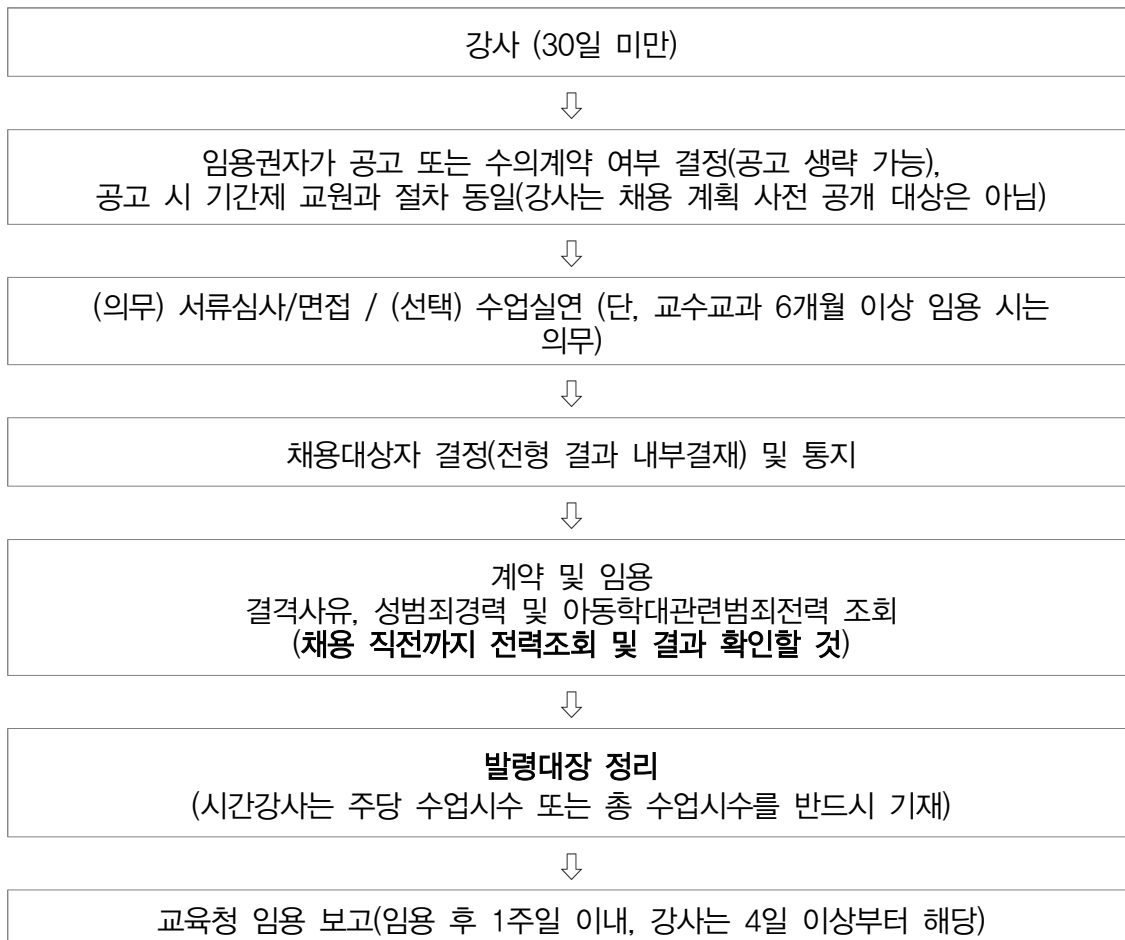 강사 (30일 미만)
⇩
임용권자가 공고 또는 수의계약 여부 결정(공고 생략 가능),
공고 시 기간제 교원과 절차 동일(강사는 채용 계획 사전 공개 대상은 아님)
⇩
(의무) 서류심사/면접 / (선택) 수업실연 (단, 교수교과 6개월 이상 임용 시는
의무)
⇩
채용대상자 결정(전형 결과 내부결재) 및 통지
⇩
계약 및 임용
결격사유, 성범죄경력 및 아동학대관련범죄전력 조회
(채용 직전까지 전력조회 및 결과 확인할 것)
⇩
발령대장 정리
(시간강사는 주당 수업시수 또는 총 수업시수를 반드시 기재)
⇩
교육청 임용 보고(임용 후 1주일 이내, 강사는 4일 이상부터 해당)